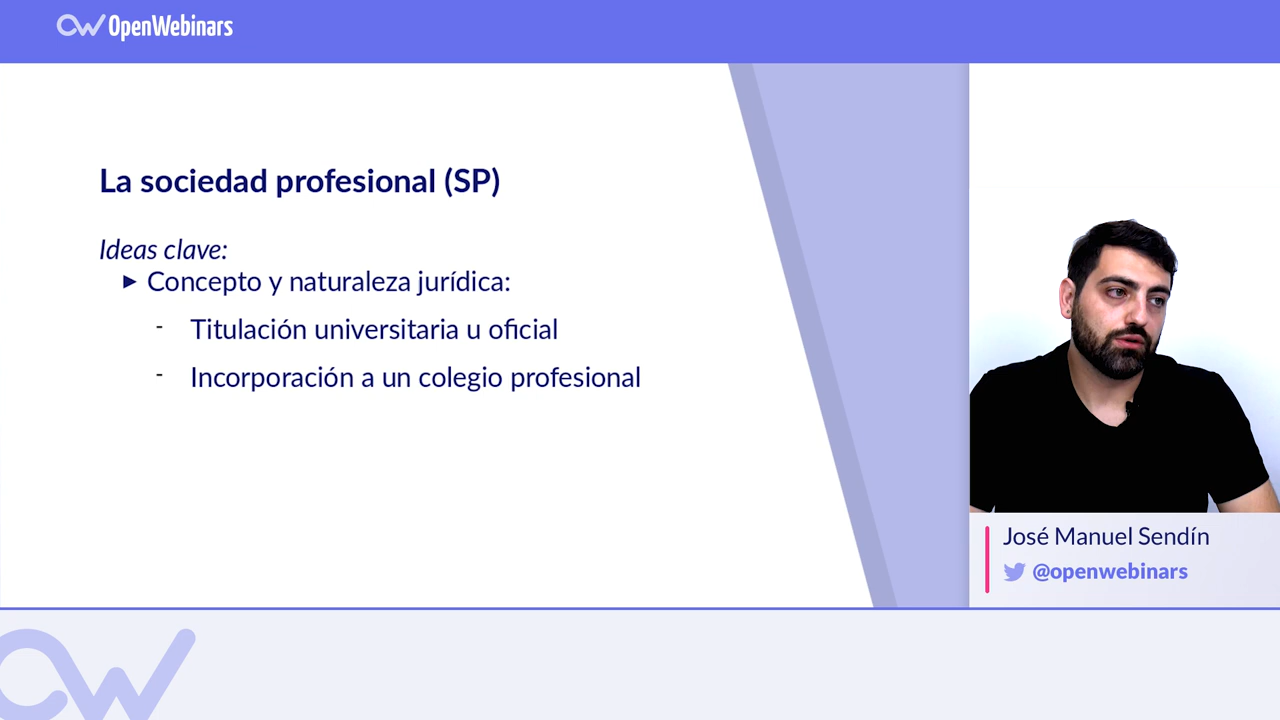 OpenWebinars
La sociedad profesional (SP)
Ideas clave:
► Concepto y naturaleza jurídica:
- Titulación universitaria u oficial
- Incorporación a un colegio profesional
José Manuel Sendín
@openwebinars